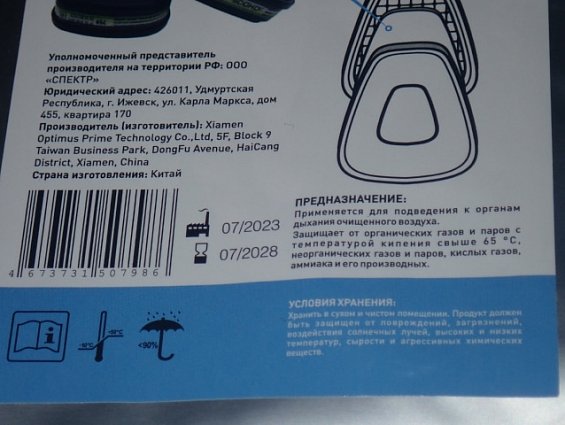 Уполномоченный представитель
производителя на территории РФ: ООО
«СПЕКТР»
Юридический адрес: 426011, Удмуртская
Республика, г. Ижевск, ул. Карла Маркса, дом
455, квартира 170
Производитель (изготовитель): Xiamen
Optimus Prime Technology Co.,Ltd, 5F, Block 9
Taiwan Business Park, DongFu Avenue, HaiCang
District, Xiamen, China
Страна изготовления: Китай
4 673731 507986
07/2023
07/2028
ПРЕДНАЗНАЧЕНИЕ:
Применяется для подведения к органам
дыхания очищенного воздуха.
Защищает от органических газов и паров с
температурой кипения свыше 65 °C,
неорганических газов и паров, кислых газов,
аммиака и его производных.
<90%
УСЛОВИЯ ХРАНЕНИЯ:
Хранить в сухом и чистом помещении. Продукт должен
быть защищен от повреждений, загрязнений,
воздействия солнечных лучей, высоких и низких
температур, сырости и агрессивных химических
веществ.